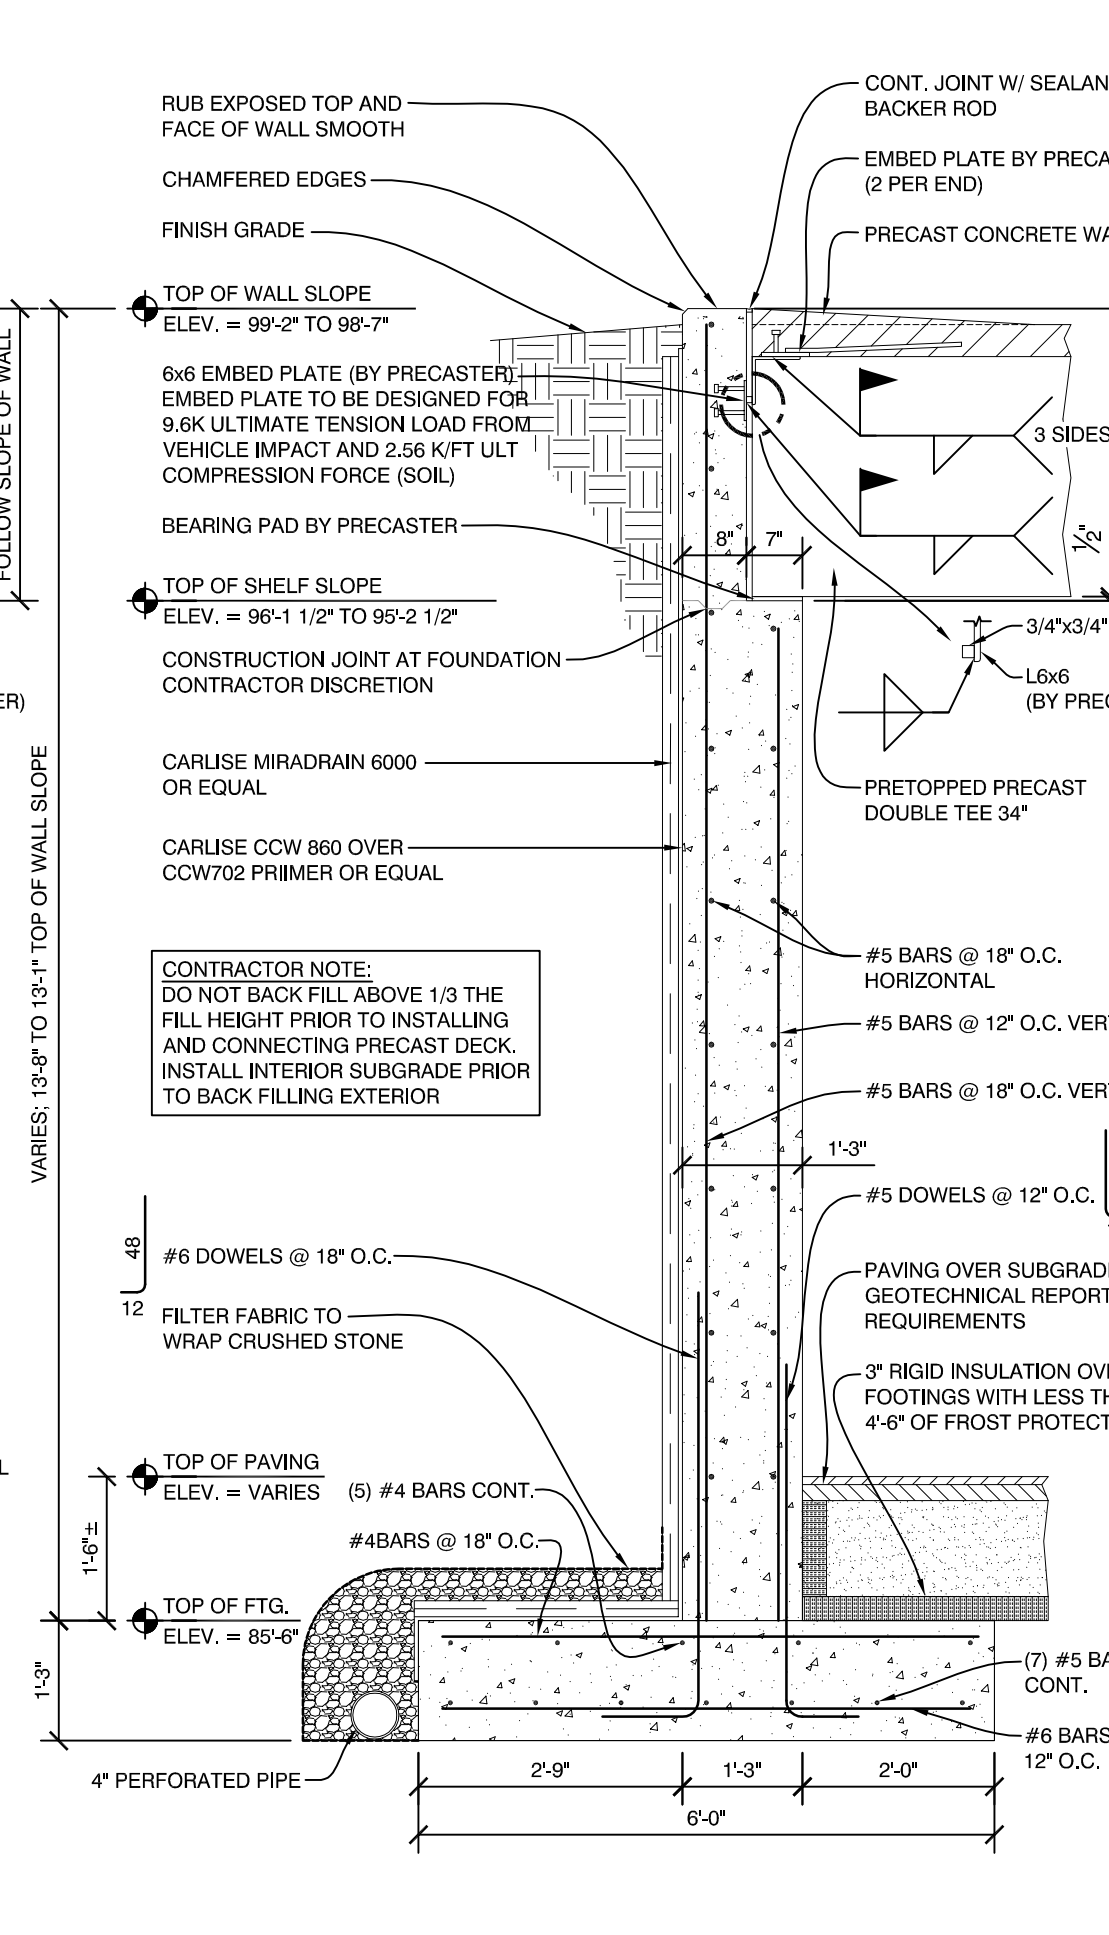 RUB EXPOSED TOP AND
FACE OF WALL SMOOTH
CHAMFERED EDGES
FINISH GRADE
TOP OF WALL SLOPE
ELEV. = 99'-2" TO 98'-7"
6x6 EMBED PLATE (BY PRECASTER)
EMBED PLATE TO BE DESIGNED FOR
9.6K ULTIMATE TENSION LOAD FROM
VEHICLE IMPACT AND 2.56 K/FT ULT
COMPRESSION FORCE (SOIL)
BEARING PAD BY PRECASTER
TOP OF SHELF SLOPE
ELEV. = 96'-1 1/2" TO 95'-2 1/2"
CONSTRUCTION JOINT AT FOUNDATION
CONTRACTOR DISCRETION
CARLISE MIRADRAIN 6000
OR EQUAL
CARLISE CCW 860 OVER
CCW702 PRIIMER OR EQUAL
CONTRACTOR NOTE:
DO NOT BACK FILL ABOVE 1/3 THE
FILL HEIGHT PRIOR TO INSTALLING
AND CONNECTING PRECAST DECK.
INSTALL INTERIOR SUBGRADE PRIOR
TO BACK FILLING EXTERIOR
48
12
#6 DOWELS @ 18" O.C.
FILTER FABRIC TO
WRAP CRUSHED STONE
TOP OF PAVING
ELEV. = VARIES
(5) #4 BARS CONT.
#4BARS @ 18" O.C.
TOP OF FTG.
ELEV. = 85'-6"
4" PERFORATED PIPE
FOLLOW SLOPE OF WALL
ER)
VARIES; 13'-8" TO 13'-1" TOP OF WALL SLOPE
L
1'-6"±
1'-3"
CONT. JOINT W/ SEALAN
BACKER ROD
EMBED PLATE BY PRECA
(2 PER END)
PRECAST CONCRETE WA
3 SIDES
8"
7"
1/2"
3/4"x3/4"
L6x6
(BY PREC
PRETOPPED PRECAST
DOUBLE TEE 34"
#5 BARS @ 18" O.C.
HORIZONTAL
#5 BARS @ 12" O.C. VERT
#5 BARS @ 18" O.C. VERT
1'-3"
#5 DOWELS @ 12" O.C.
PAVING OVER SUBGRADE
GEOTECHNICAL REPORT
REQUIREMENTS
3" RIGID INSULATION OVE
FOOTINGS WITH LESS TH
4'-6" OF FROST PROTECT
(7) #5 BA
CONT.
#6 BARS
12" O.C.
2'-9"
1'-3"
2'-0"
6'-0"